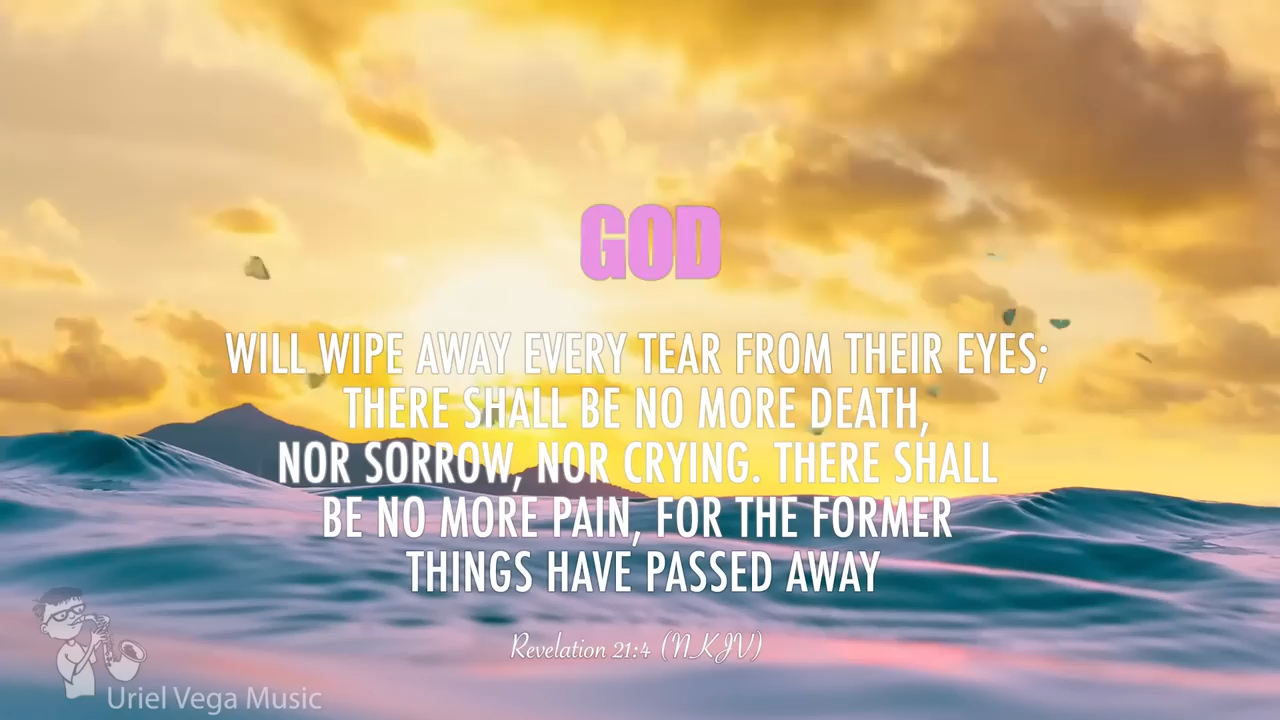 GOD
WILL WIPE AWAY EVERY TEAR FROM THEIR EYES;
THERE SHALL BE NO MORE DEATH,
NOR SORROW, NOR CRYING. THERE SHALL
BE NO MORE PAIN, FOR THE FORMER
THINGS HAVE PASSED AWAY
Revelation 21:4 (NKJV)
Uriel Vega Music